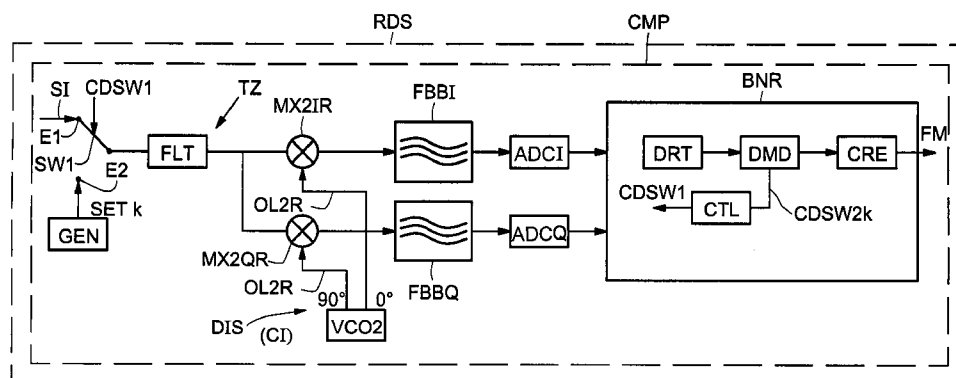 RDS
CMP
SI
CDSW1
TZ
MX2IR
FBBI
BNR
E1
SW1
E2
FLT
ADCI
DRT
DMD
CRE
FM
SET k
GEN
OL2R
CDSW1
CTL
CDSW2k
MX2QR
ADCQ
OL2R
FBBQ
90°
0°
DIS
(CI)
VCO2